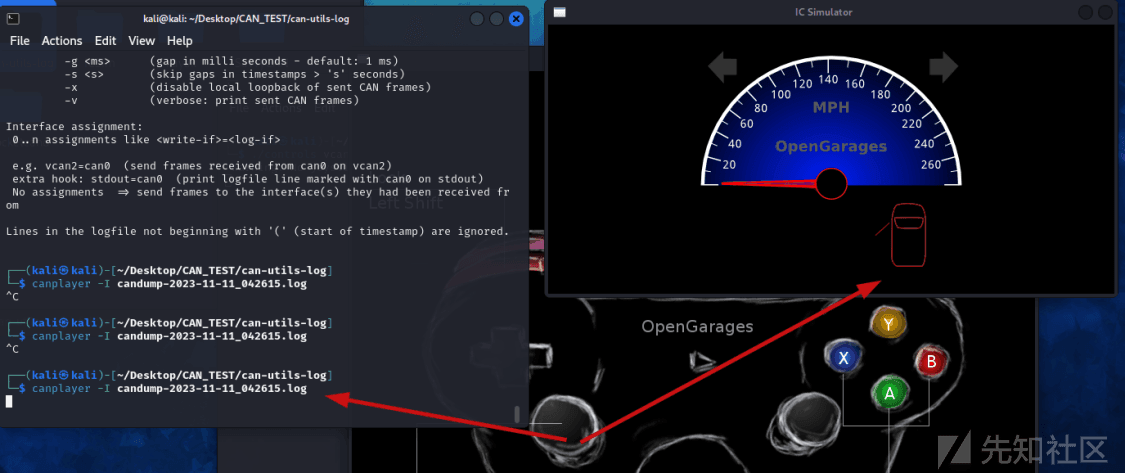 kali@kali: ~/Desktop/CAN_TEST/can-utils-log
File Actions Edit View Help
-g <ms> (gap in milli seconds - default: 1 ms)
-s <s> (skip gaps in timestamps > 's' seconds)
-x (disable local loopback of sent CAN frames)
-v (verbose: print sent CAN frames)
Interface assignment:
0..n assignments like <write-if>=<log-if>
e.g. vcan2=can0 (send frames received from can0 on vcan2)
extra hook: stdout=can0 (print logfile line marked with can0 on stdout)
No assignments ⇒ send frames to the interface(s) they had been received fr
om
Lines in the logfile not beginning with '(' (start of timestamp) are ignored.
┌──(kali㉿kali)-[~/Desktop/CAN_TEST/can-utils-log]
└─$ canplayer -I candump-2023-11-11_042615.log
^C
┌──(kali㉿kali)-[~/Desktop/CAN_TEST/can-utils-log]
└─$ canplayer -I candump-2023-11-11_042615.log
^C
┌──(kali㉿kali)-[~/Desktop/CAN_TEST/can-utils-log]
└─$ canplayer -I candump-2023-11-11_042615.log
Left Shift
IC Simulator
20 40 60 80 100 120 140 160 180 200 220 240 260
MPH
OpenGarages
OpenGarages
Y
X
B
A
先知社区